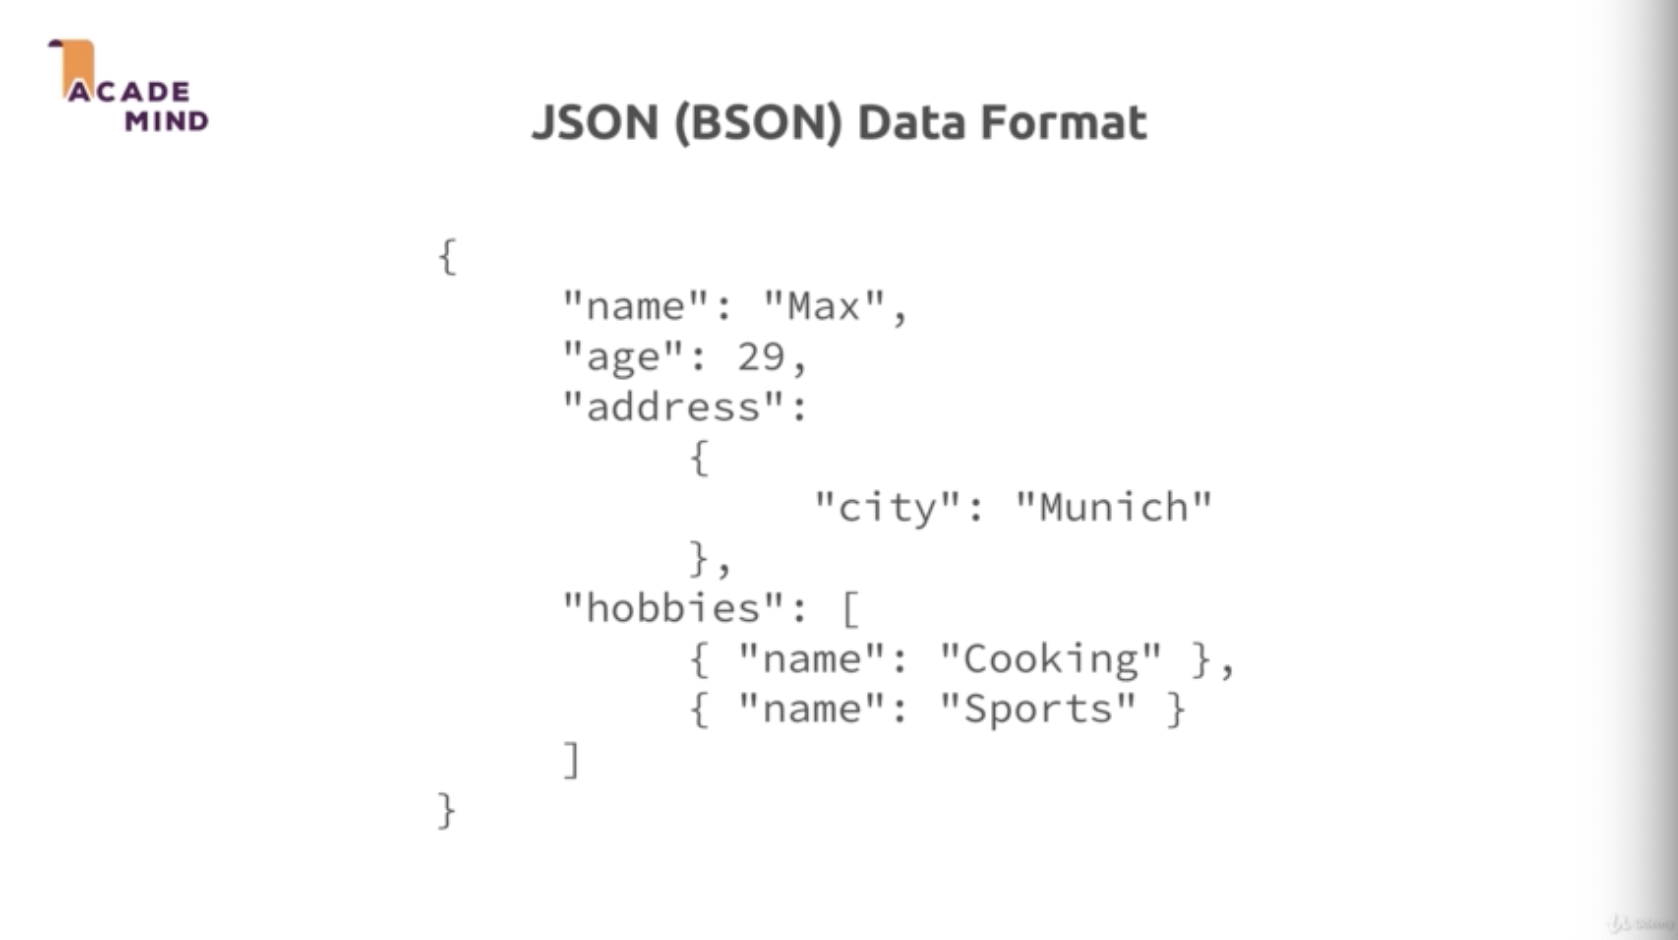 ACADE
MIND
JSON (BSON) Data Format
{
"name": "Max",
"age": 29,
"address":
{
"city": "Munich"
},
"hobbies": [
{ "name": "Cooking" },
{ "name": "Sports" }
]
}